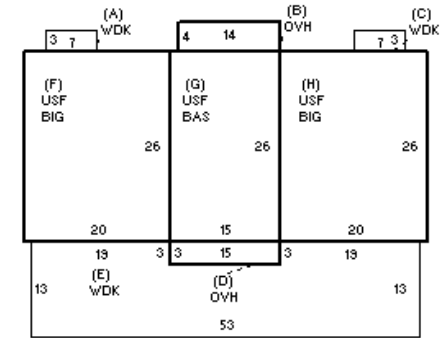 (A)
WDK
3 7
(B)
OVH
4 14
(C)
WDK
7 3
(F)
USF
BIG
26
20
(G)
USF
BAS
26
15
(H)
USF
BIG
26
20
19 3 3 15 3 19
13
(E)
WDK
(D)
OVH
13
53